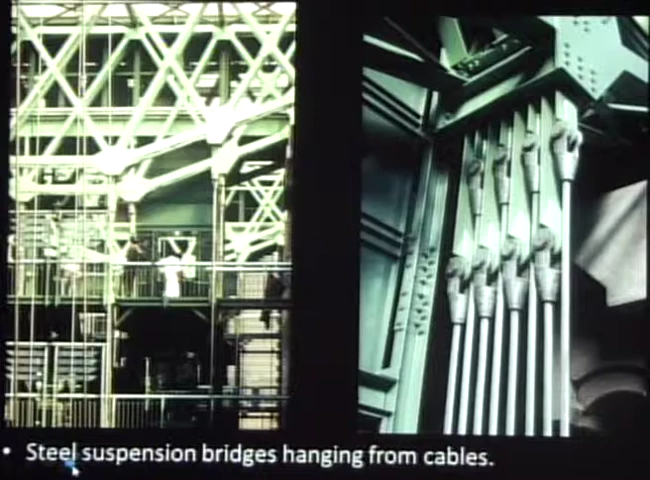 • Steel suspension bridges hanging from cables.